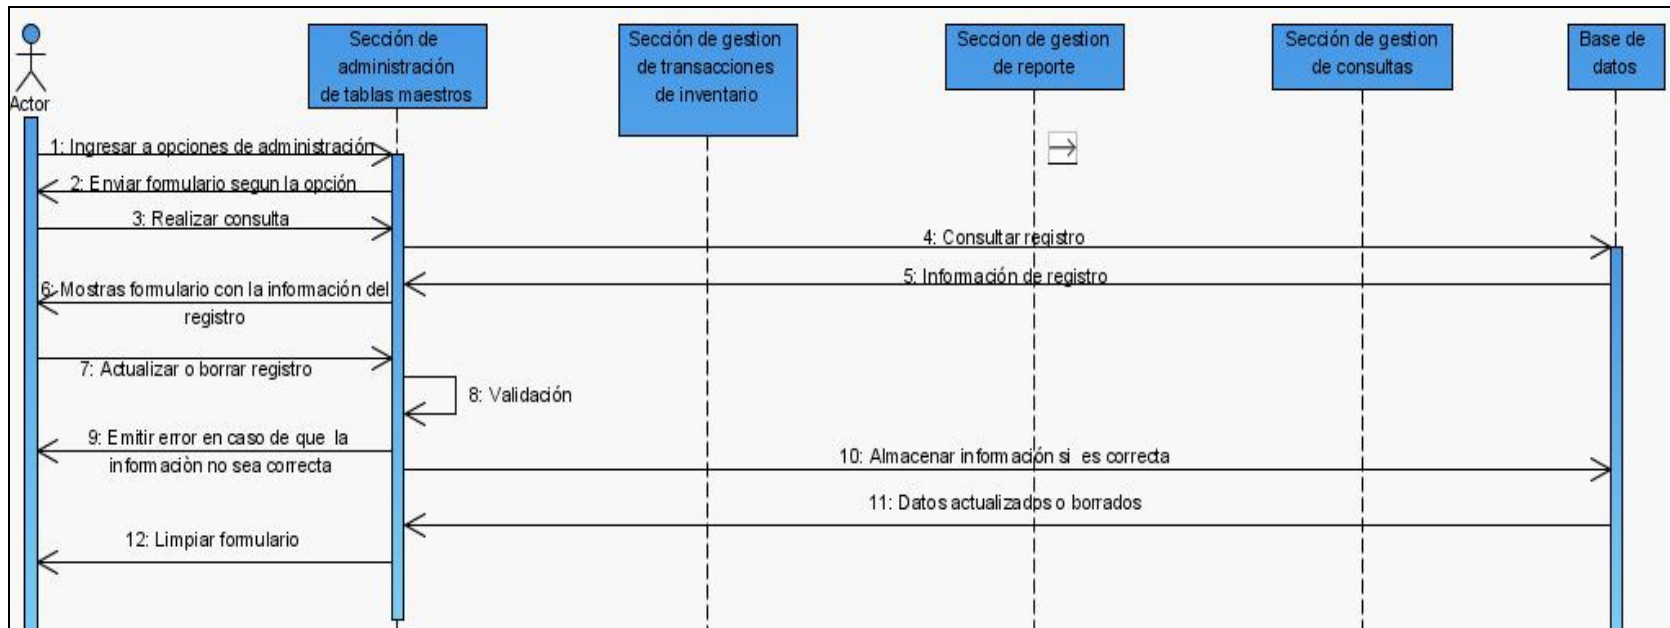 Actor
Sección de
administración
de tablas maestros
Sección de gestion
de transacciones
de inventario
Seccion de gestion
de reporte
Sección de gestion
de consultas
Base de
datos
1: Ingresar a opciones de administración
2: Enviar formulario segun la opción
3: Realizar consulta
4: Consultar registro
5: Información de registro
6: Mostras formulario con la información del
registro
7: Actualizar o borrar registro
8: Validación
9: Emitir error en caso de que la
informaciòn no sea correcta
10: Almacenar información si es correcta
11: Datos actualizados o borrados
12: Limpiar formulario